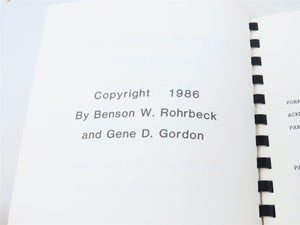 Copyright 1986
By Benson W. Rohrbeck
and Gene D. Gordon